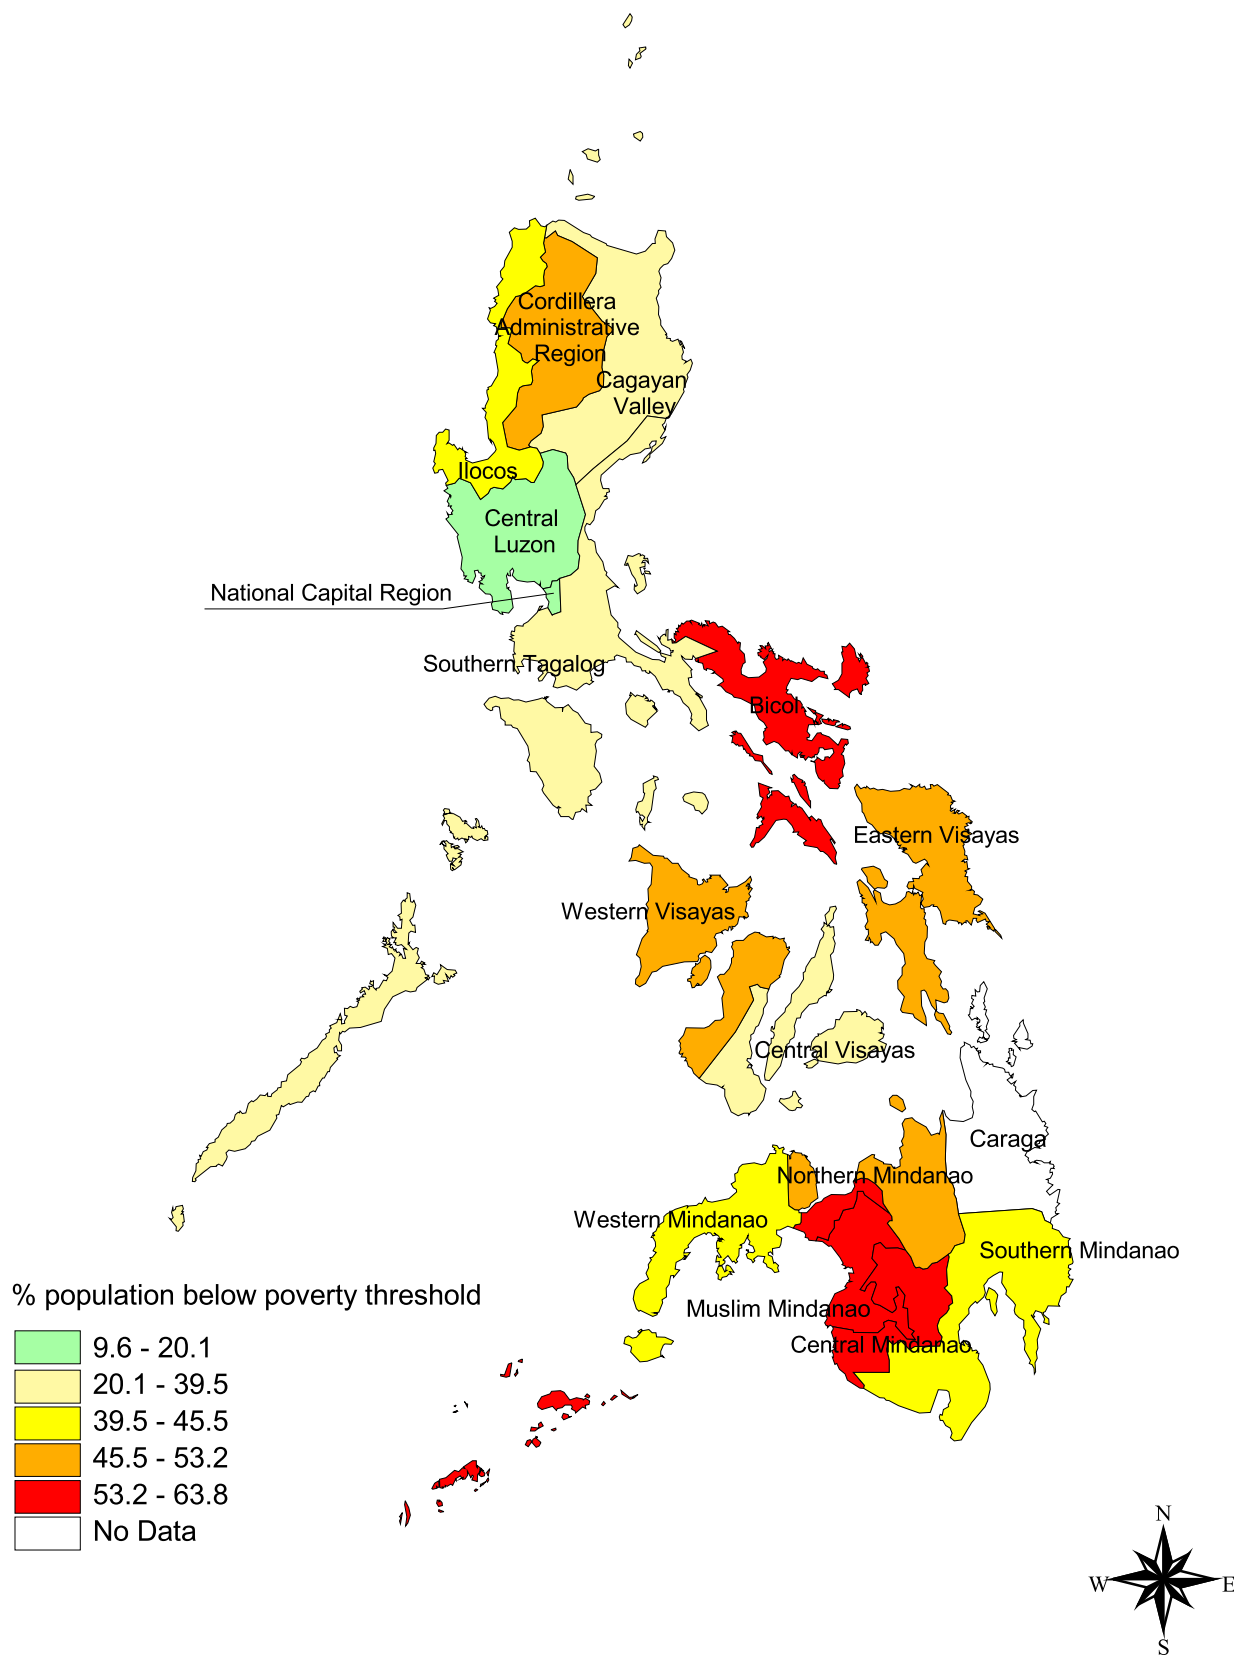 Cordillera
Administrative
Region
Cagayan
Valley
Ilocos
Central
Luzon
National Capital Region
Southern Tagalog
Bicol
Eastern Visayas
Western Visayas
Central Visayas
Caraga
Northern Mindanao
Western Mindanao
Southern Mindanao
Muslim Mindanao
Central Mindanao
% population below poverty threshold
9.6 - 20.1
20.1 - 39.5
39.5 - 45.5
45.5 - 53.2
53.2 - 63.8
No Data
N
W E
S